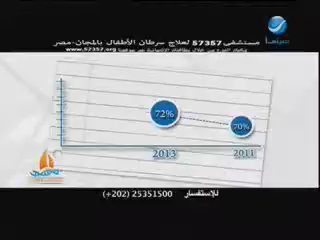 مستشفى 57357 لعلاج سرطان الأطفال بالمجان-مصر
www.57357.org
72%
70%
2013
2011
للإستفسار (+202) 25351500